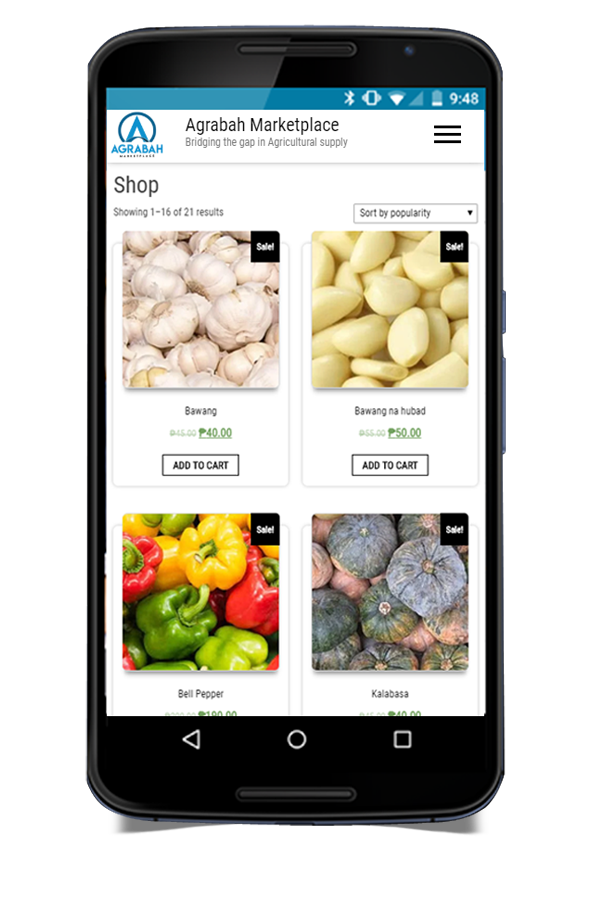 9:48
AGRABAH
MARKETPLACE
Agrabah Marketplace
Bridging the gap in Agricultural supply
Shop
Showing 1–16 of 21 results
Sort by popularity
Sale!
Sale!
Bawang
Bawang na hubad
₱45.00 ₱40.00
₱55.00 ₱50.00
ADD TO CART
ADD TO CART
Sale!
Sale!
Bell Pepper
Kalabasa
₱190.00
₱45.00 ₱40.00